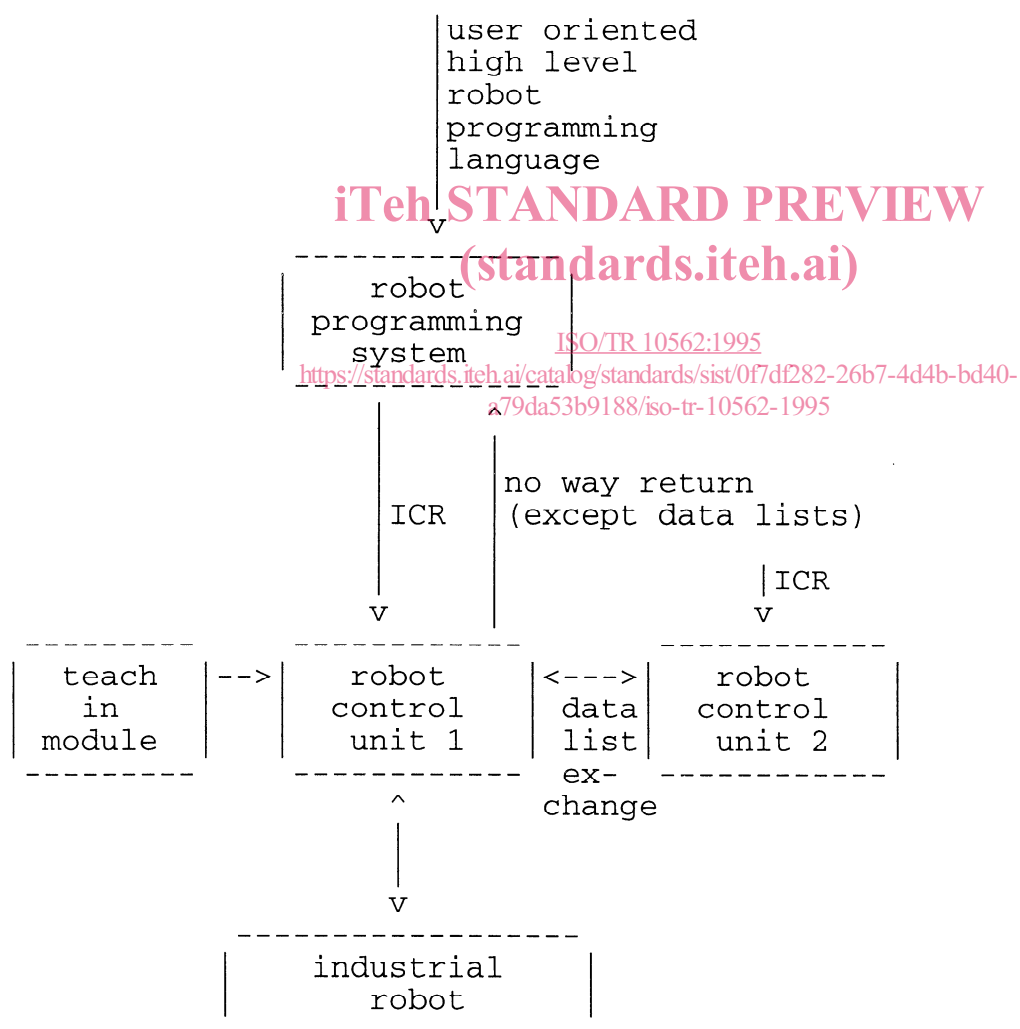 user oriented
high level
robot
programming
language
iTeh STANDARD PREVIEW
(standards.iteh.ai)
robot
programming
system
ISO/TR 10562:1995
https://standards.iteh.ai/catalog/standards/sist/0f7df282-26b7-4d4b-bd40-
a79da53b9188/iso-tr-10562-1995
ICR
no way return
(except data lists)
ICR
teach
in
module
robot
control
unit 1
data
list
ex-
change
robot
control
unit 2
industrial
robot